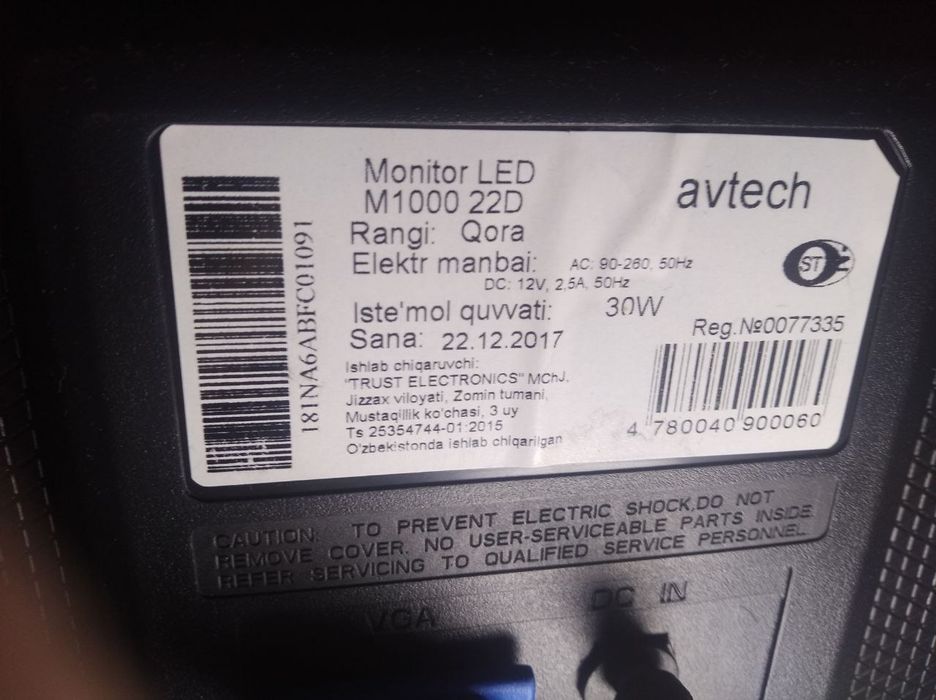 Monitor LED
M1000 22D
avtech
Rangi: Qora
Elektr manbai: AC: 90-260, 50Hz
DC: 12V, 2,5A, 50Hz
ST
Iste'mol quvvati: 30W
Sana: 22.12.2017
Reg.№0077335
Ishlab chiqaruvchi:
"TRUST ELECTRONICS" MChJ.
Jizzax viloyati, Zomin tumani,
Mustaqillik ko'chasi, 3 uy
Ts 25354744-01:2015
O'zbekistonda ishlab chiqarilgan
4 780040 900060
181NA6ABFC01091
CAUTION: TO PREVENT ELECTRIC SHOCK,DO NOT
REMOVE COVER. NO USER-SERVICEABLE PARTS INSIDE.
REFER SERVICING TO QUALIFIED SERVICE PERSONNEL.
VGA
DC IN